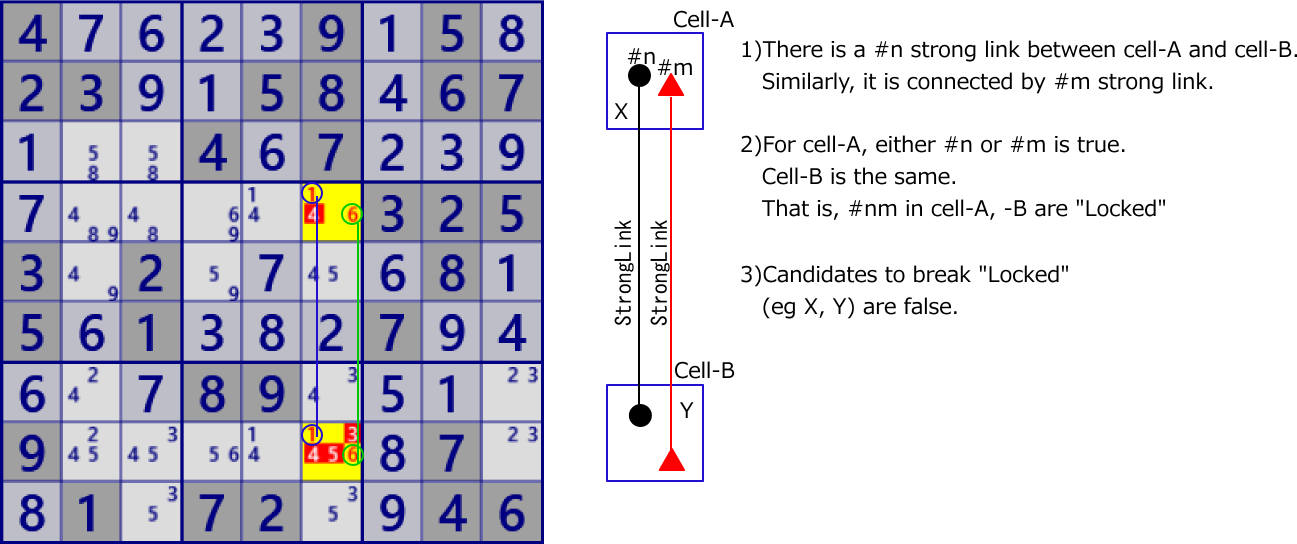 4 7 6 2 3 9 1 5 8
2 3 9 1 5 8 4 6 7
1 5 8 5 8 4 6 7 2 3 9
7 4 8 9 4 8 6 9 1 4 1 4 6 3 2 5
3 4 9 2 5 9 7 4 5 6 8 1
5 6 1 3 8 2 7 9 4
6 2 4 7 8 9 3 4 5 1 2 3
9 2 4 5 3 4 5 5 6 1 4 1 3 4 5 6 8 7 2 3
8 1 3 5 7 2 3 5 9 4 6
Cell-A
#n
#m
X
StrongLink
StrongLink
Cell-B
Y
1)There is a #n strong link between cell-A and cell-B.
Similarly, it is connected by #m strong link.
2)For cell-A, either #n or #m is true.
Cell-B is the same.
That is, #nm in cell-A, -B are "Locked"
3)Candidates to break "Locked"
(eg X, Y) are false.